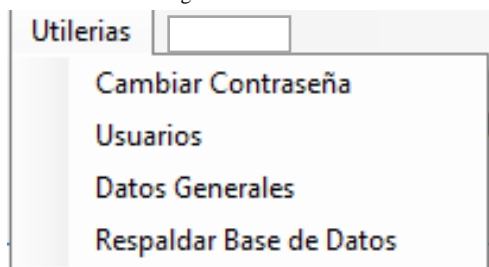 Utilerias
Cambiar Contraseña
Usuarios
Datos Generales
Respaldar Base de Datos